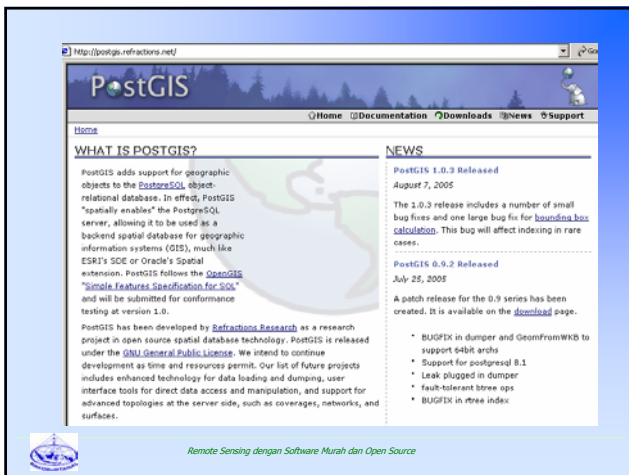 http://postgis.refractions.net/
Go
PostGIS
Home Documentation Downloads News Support
Home
WHAT IS POSTGIS?
PostGIS adds support for geographic
objects to the PostgreSQL object-
relational database. In effect, PostGIS
"spatially enables" the PostgreSQL
server, allowing it to be used as a
backend spatial database for geographic
information systems (GIS), much like
ESRI's SDE or Oracle's Spatial
extension. PostGIS follows the OpenGIS
"Simple Features Specification for SQL"
and will be submitted for conformance
testing at version 1.0.
PostGIS has been developed by Refractions Research as a research
project in open source spatial database technology. PostGIS is released
under the GNU General Public License. We intend to continue
development as time and resources permit. Our list of future projects
includes enhanced technology for data loading and dumping, user
interface tools for direct data access and manipulation, and support for
advanced topologies at the server side, such as coverages, networks, and
surfaces.
NEWS
PostGIS 1.0.3 Released
August 7, 2005
The 1.0.3 release includes a number of small
bug fixes and one large bug fix for bounding box
calculation. This bug will affect indexing in rare
cases.
PostGIS 0.9.2 Released
July 25, 2005
A patch release for the 0.9 series has been
created. It is available on the download page.
* BUGFIX in dumper and GeomFromWKB to
support 64bit archs
* Support for postgresql 8.1
* Leak plugged in dumper
* fault-tolerant btree ops
* BUGFIX in rtree index
Remote Sensing dengan Software Murah dan Open Source